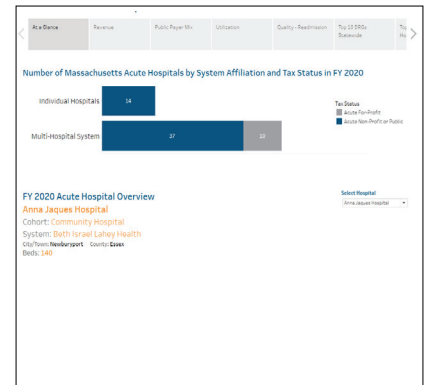 At a Glance
Revenue
Public Payer Mix
Utilization
Quality - Readmission
Top 10 DRGs
Statewide
Number of Massachusetts Acute Hospitals by System Affiliation and Tax Status in FY 2020
Individual Hospitals
14
Multi-Hospital System
37
Tax Status
Acute For-Profit
Acute Non-Profit or Public
FY 2020 Acute Hospital Overview
Anna Jaques Hospital
Cohort: Community Hospital
System: Beth Israel Lahey Health
City/Town: Newburyport County: Essex
Beds: 140
Select Hospital
Anna Jaques Hospital